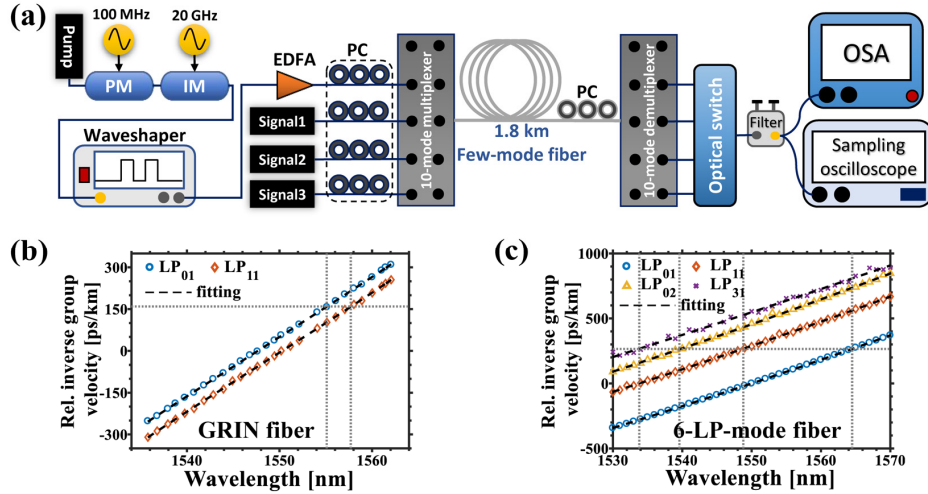 (a)
100 MHz
20 GHz
Pump
PM
IM
EDFA
PC
Waveshaper
Signal1
Signal2
Signal3
10-mode multiplexer
1.8 km
Few-mode fiber
PC
10-mode demultiplexer
Optical switch
Filter
OSA
Sampling
oscilloscope
(b)
Rel. inverse group
velocity [ps/km]
300
150
0
-150
-300
LP01
LP11
fitting
GRIN fiber
1540
1550
1560
Wavelength [nm]
(c)
Rel. inverse group
velocity [ps/km]
1000
500
0
-500
LP01
LP11
LP02
LP31
fitting
6-LP-mode fiber
1530
1540
1550
1560
1570
Wavelength [nm]